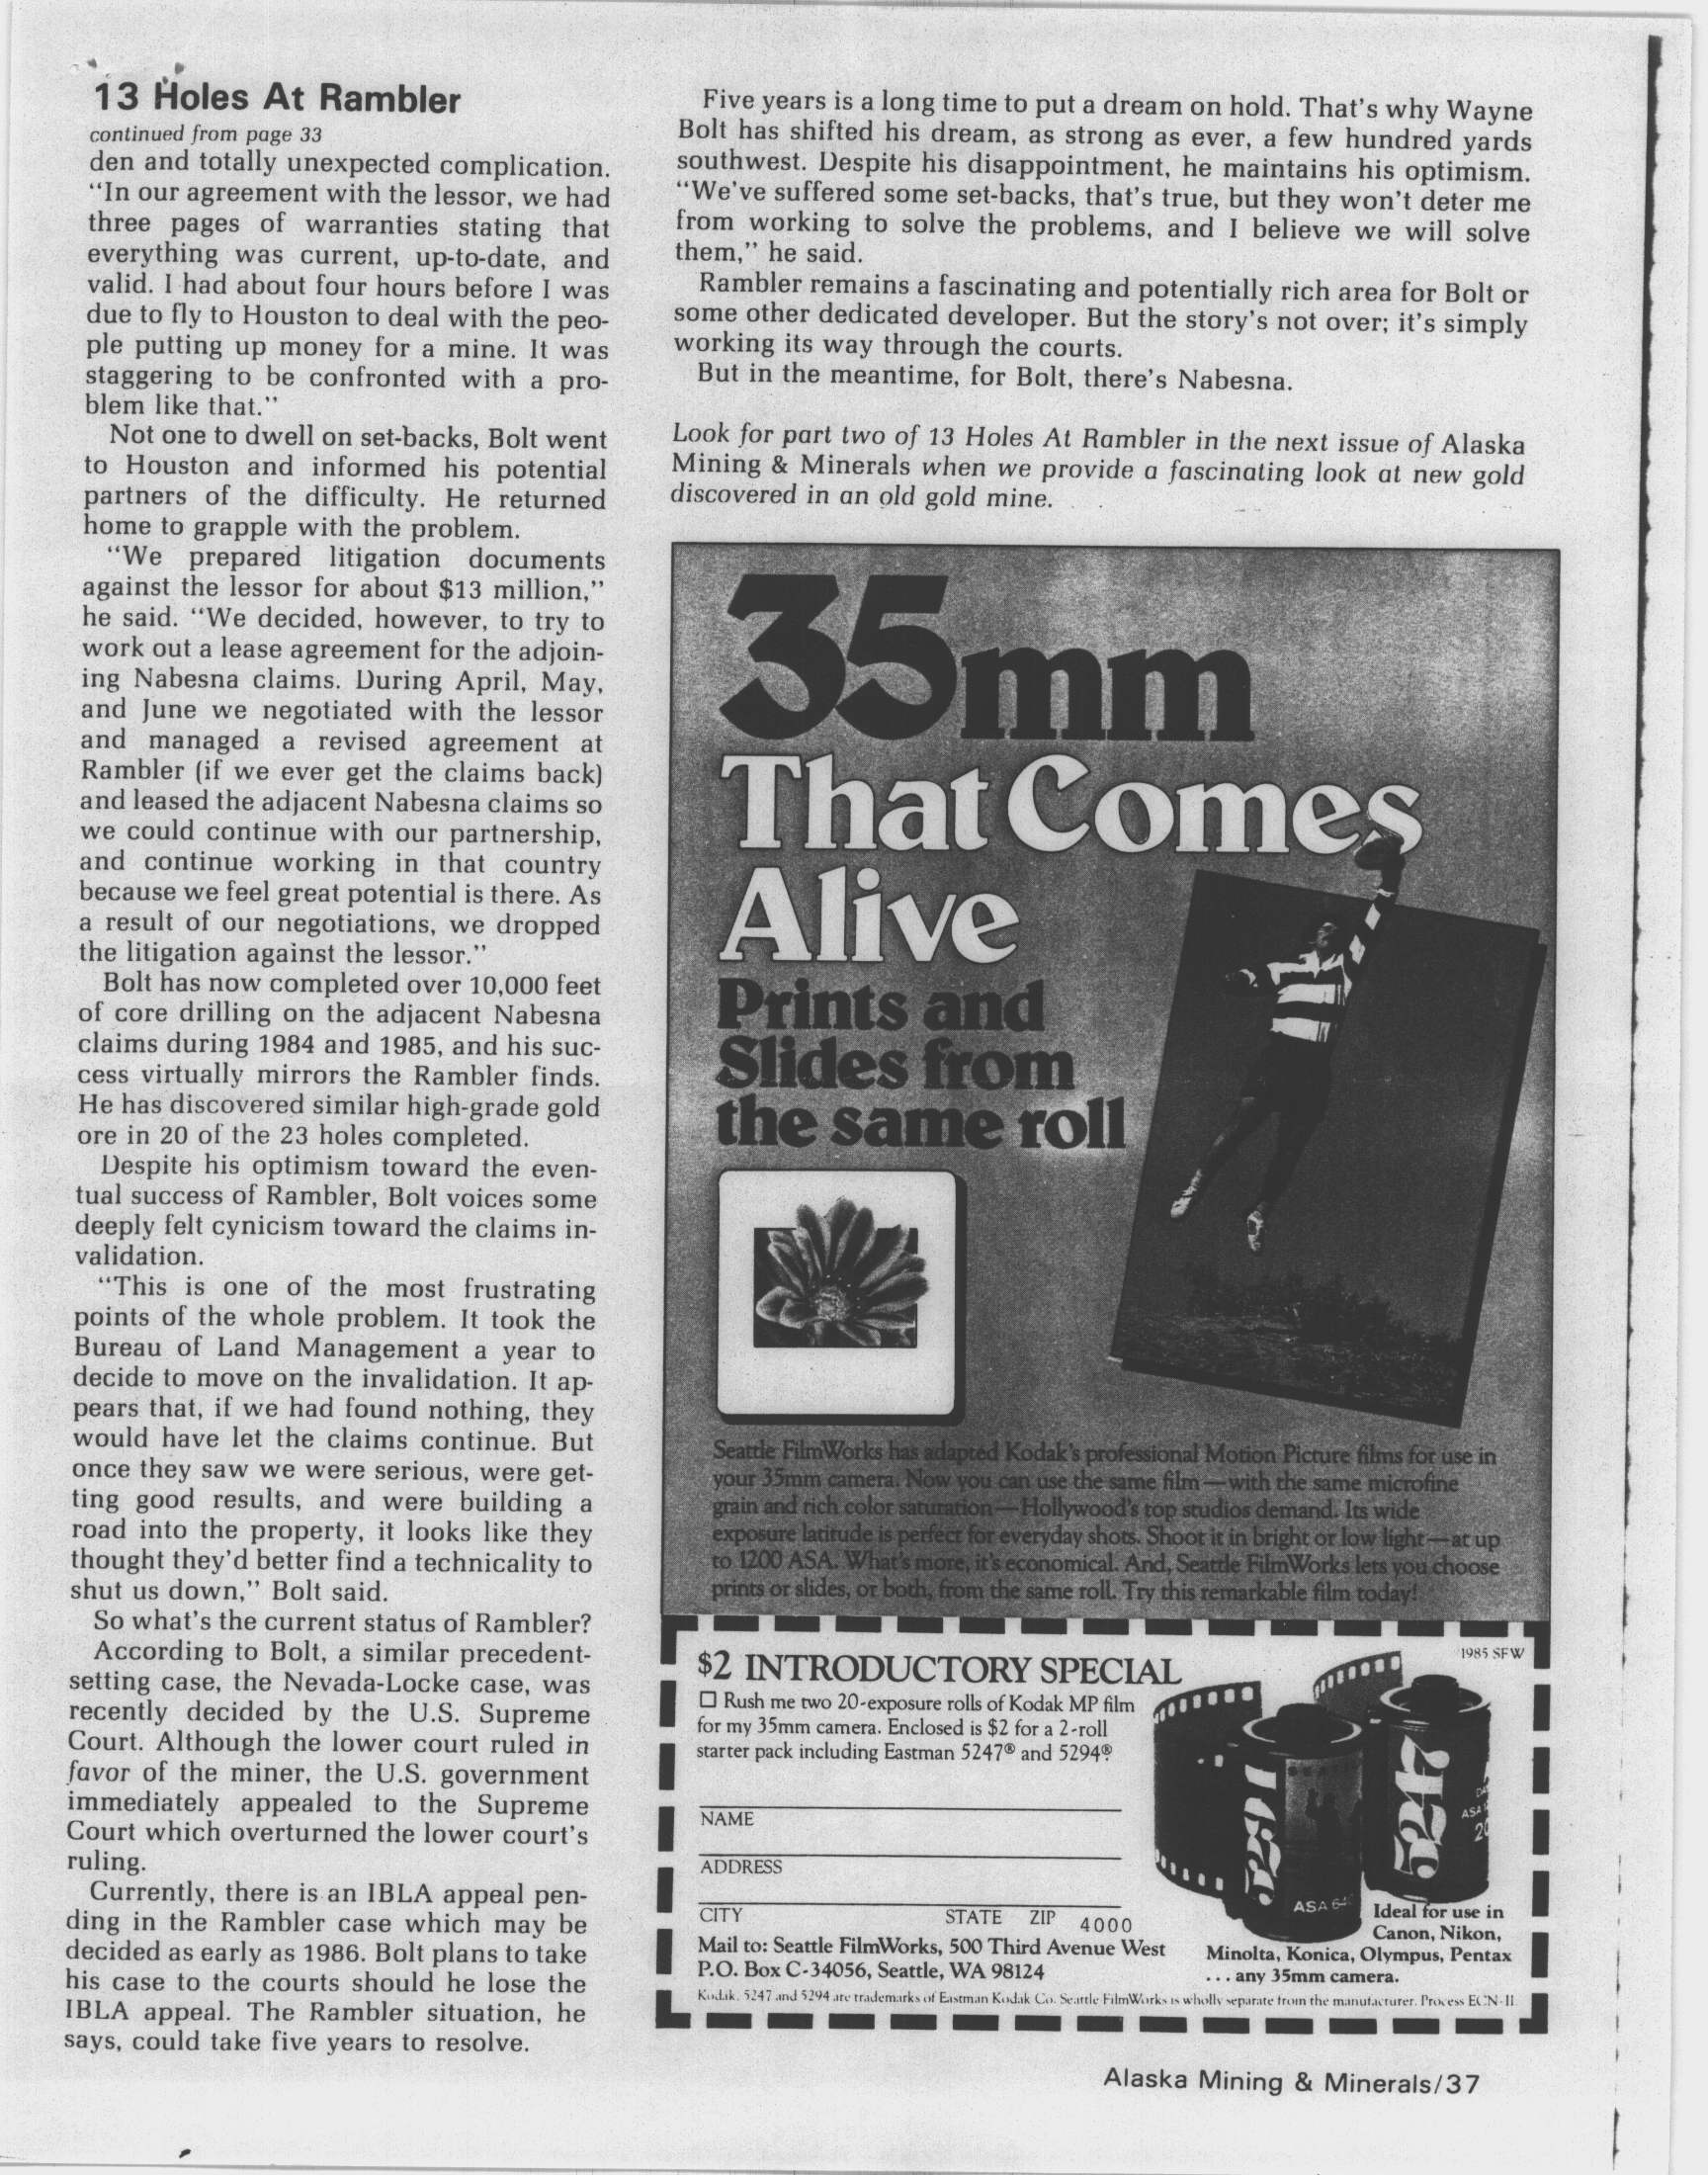 13 Holes At Rambler
continued from page 33
den and totally unexpected complication.
“In our agreement with the lessor, we had
three pages of warranties stating that
everything was current, up-to-date, and
valid. I had about four hours before I was
due to fly to Houston to deal with the peo-
ple putting up money for a mine. It was
staggering to be confronted with a pro-
blem like that.”
Not one to dwell on set-backs, Bolt went
to Houston and informed his potential
partners of the difficulty. He returned
home to grapple with the problem.
“We prepared litigation documents
against the lessor for about $13 million,”
he said. “We decided, however, to try to
work out a lease agreement for the adjoin-
ing Nabesna claims. During April, May,
and June we negotiated with the lessor
and managed a revised agreement at
Rambler (if we ever get the claims back)
and leased the adjacent Nabesna claims so
we could continue with our partnership,
and continue working in that country
because we feel great potential is there. As
a result of our negotiations, we dropped
the litigation against the lessor.”
Bolt has now completed over 10,000 feet
of core drilling on the adjacent Nabesna
claims during 1984 and 1985, and his suc-
cess virtually mirrors the Rambler finds.
He has discovered similar high-grade gold
ore in 20 of the 23 holes completed.
Despite his optimism toward the even-
tual success of Rambler, Bolt voices some
deeply felt cynicism toward the claims in-
validation.
“This is one of the most frustrating
points of the whole problem. It took the
Bureau of Land Management a year to
decide to move on the invalidation. It ap-
pears that, if we had found nothing, they
would have let the claims continue. But
once they saw we were serious, were get-
ting good results, and were building a
road into the property, it looks like they
thought they’d better find a technicality to
shut us down,” Bolt said.
So what’s the current status of Rambler?
According to Bolt, a similar precedent-
setting case, the Nevada-Locke case, was
recently decided by the U.S. Supreme
Court. Although the lower court ruled in
favor of the miner, the U.S. government
immediately appealed to the Supreme
Court which overturned the lower court’s
ruling.
Currently, there is an IBLA appeal pen-
ding in the Rambler case which may be
decided as early as 1986. Bolt plans to take
his case to the courts should he lose the
IBLA appeal. The Rambler situation, he
says, could take five years to resolve.
Five years is a long time to put a dream on hold. That’s why Wayne
Bolt has shifted his dream, as strong as ever, a few hundred yards
southwest. Despite his disappointment, he maintains his optimism.
“We’ve suffered some set-backs, that’s true, but they won’t deter me
from working to solve the problems, and I believe we will solve
them,” he said.
Rambler remains a fascinating and potentially rich area for Bolt or
some other dedicated developer. But the story’s not over; it’s simply
working its way through the courts.
But in the meantime, for Bolt, there’s Nabesna.
Look for part two of 13 Holes At Rambler in the next issue of Alaska
Mining & Minerals when we provide a fascinating look at new gold
discovered in an old gold mine.
35mm
That Comes
Alive
Prints and
Slides from
the same roll
Seattle FilmWorks has adapted Kodak’s professional Motion Picture films for use in
your 35mm camera. Now you can use the same film—with the same microfine
grain and rich color saturation—Hollywood’s top studios demand. Its wide
exposure latitude is perfect for everyday shots. Shoot it in bright or low light—at up
to 1200 ASA. What’s more, it’s economical. And, Seattle FilmWorks lets you choose
prints or slides, or both, from the same roll. Try this remarkable film today!
1985 SFW
$2 INTRODUCTORY SPECIAL
☐ Rush me two 20-exposure rolls of Kodak MP film
for my 35mm camera. Enclosed is $2 for a 2-roll
starter pack including Eastman 5247® and 5294®.
NAME
ADDRESS
CITY STATE ZIP 4000
Mail to: Seattle FilmWorks, 500 Third Avenue West
P.O. Box C-34056, Seattle, WA 98124
5294
ASA 64
5247
ASA
20
Ideal for use in
Canon, Nikon,
Minolta, Konica, Olympus, Pentax
. . . any 35mm camera.
Kodak, 5247 and 5294 are trademarks of Eastman Kodak Co. Seattle FilmWorks is wholly separate from the manufacturer. Process ECN-II.
Alaska Mining & Minerals/37